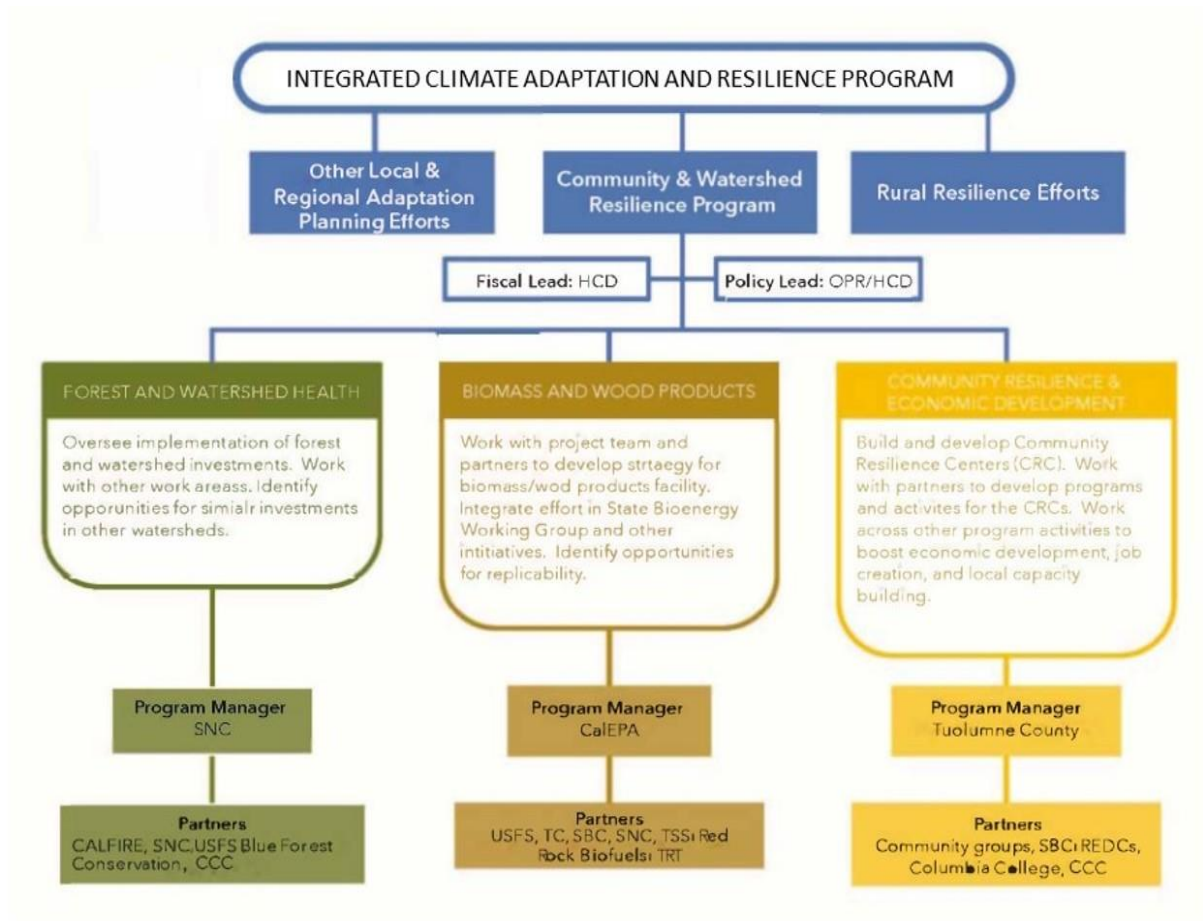 INTEGRATED CLIMATE ADAPTATION AND RESILIENCE PROGRAM
Other Local &
Regional Adaptation
Planning Efforts
Community & Watershed
Resilience Program
Rural Resilience Efforts
Fiscal Lead: HCD
Policy Lead: OPR/HCD
FOREST AND WATERSHED HEALTH
Oversee implementation of forest
and watershed investments. Work
with other work areass. Identify
opporunities for simialr investments
in other watersheds.
Program Manager
SNC
Partners
CALFIRE, SNC,USFS Blue Forest
Conservation, CCC
BIOMASS AND WOOD PRODUCTS
Work with project team and
partners to develop strtaegy for
biomass/wod products facility.
Integrate effort in State Bioenergy
Working Group and other
intitiatives. Identify opportunities
for replicability.
Program Manager
CalEPA
Partners
USFS, TC, SBC, SNC, TSS, Red
Rock Biofuels, TRT
COMMUNITY RESILIENCE &
ECONOMIC DEVELOPMENT
Build and develop Community
Resilience Centers (CRC). Work
with partners to develop programs
and activites for the CRCs. Work
across other program activities to
boost economic development, job
creation, and local capacity
building.
Program Manager
Tuolumne County
Partners
Community groups, SBC, REDCs,
Columbia College, CCC